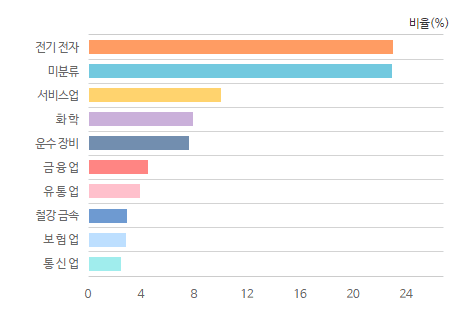 비율(%)
전기 전자
미분류
서비스업
화 학
운수 장비
금 융 업
유 통 업
철강 금속
보 험 업
통 신 업
0 4 8 12 16 20 24